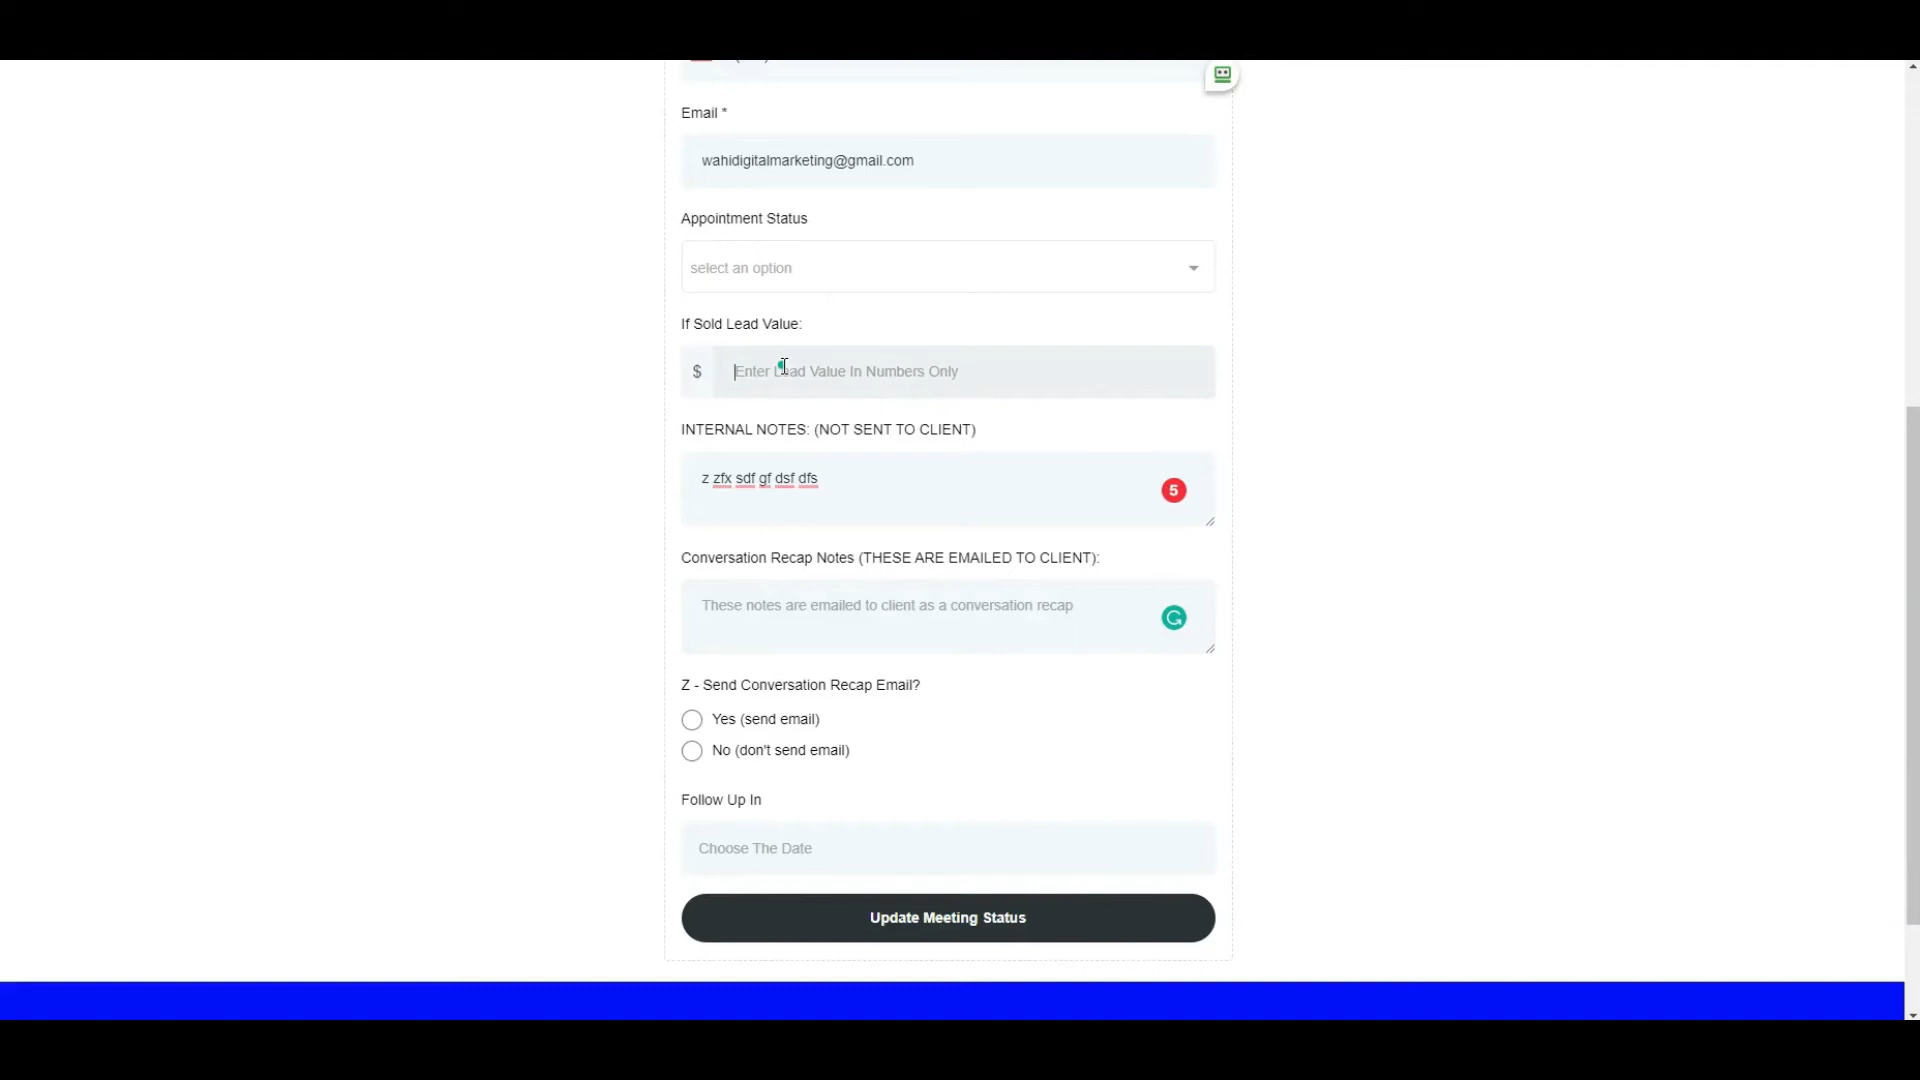 Email *
wahidigitalmarketing@gmail.com
Appointment Status
select an option
If Sold Lead Value:
$ Enter Lead Value In Numbers Only
INTERNAL NOTES: (NOT SENT TO CLIENT)
z zfx sdf gf dsf dfs
5
Conversation Recap Notes (THESE ARE EMAILED TO CLIENT):
These notes are emailed to client as a conversation recap
Z - Send Conversation Recap Email?
Yes (send email)
No (don't send email)
Follow Up In
Choose The Date
Update Meeting Status